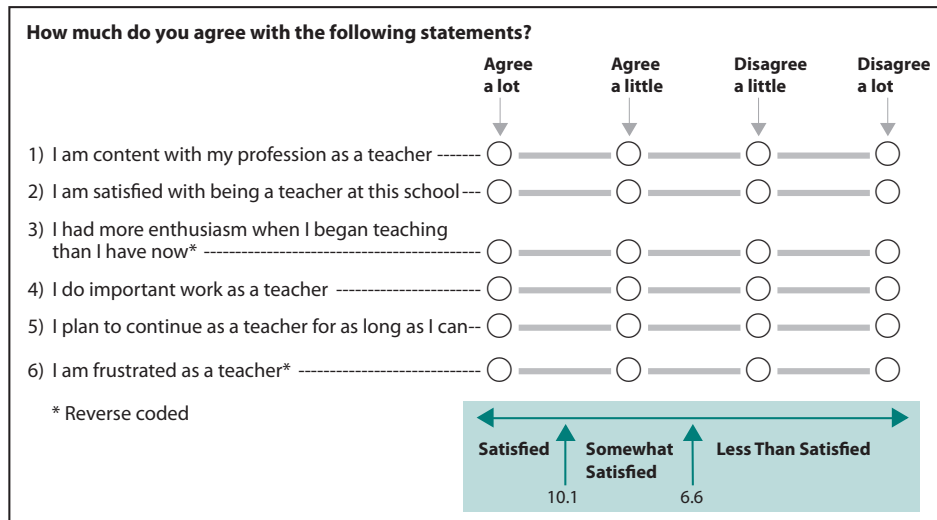 How much do you agree with the following statements?
Agree a lot
Agree a little
Disagree a little
Disagree a lot
1) I am content with my profession as a teacher -------
2) I am satisfied with being a teacher at this school ---
3) I had more enthusiasm when I began teaching
than I have now* -----------------------------------------
4) I do important work as a teacher ----------------------
5) I plan to continue as a teacher for as long as I can--
6) I am frustrated as a teacher* ---------------------------
* Reverse coded
Satisfied
Somewhat
Satisfied
Less Than Satisfied
10.1
6.6